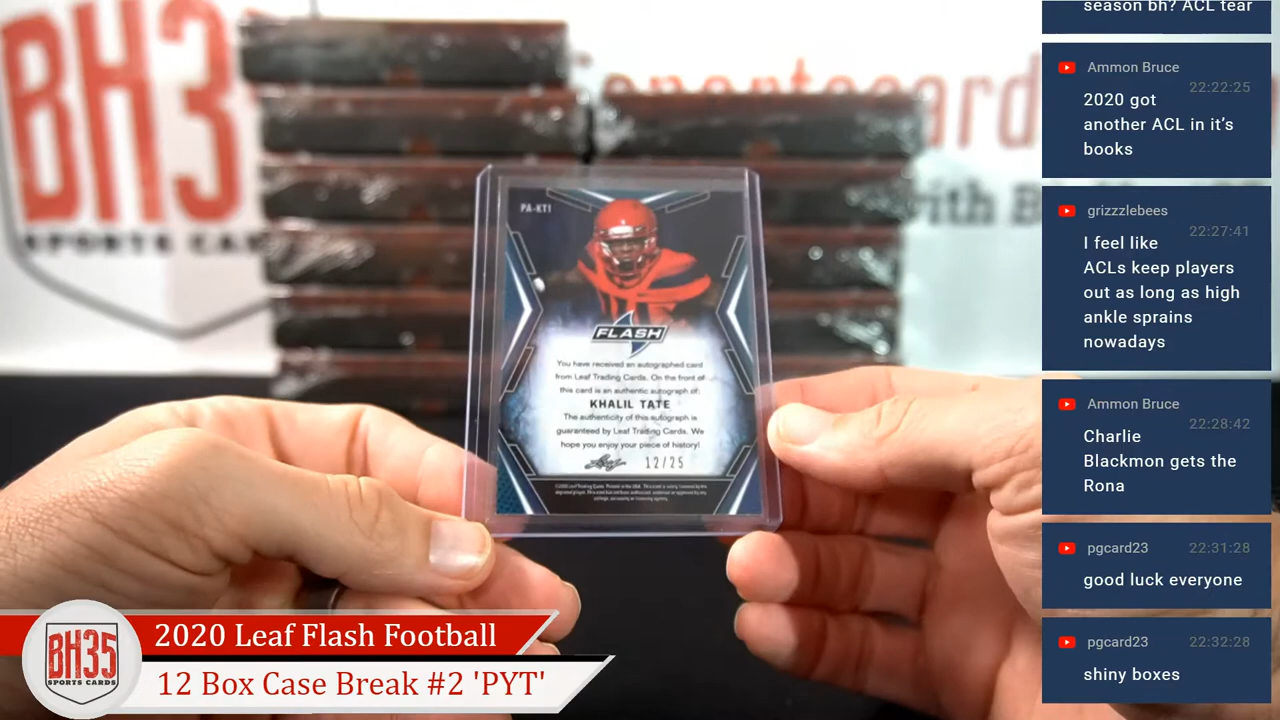 BH35
SPORTS CARDS
Sportscard
with B
PA-KT1
FLASH
You have received an autographed card
from Leaf Trading Cards. On the front of
this card is an authentic autograph of:
KHALIL TATE
The authenticity of this autograph is
guaranteed by Leaf Trading Cards. We
hope you enjoy your piece of history!
Leaf
12/25
season bh? ACL tear
Ammon Bruce
22:22:25
2020 got
another ACL in it’s
books
grizzzlebees
22:27:41
I feel like
ACLs keep players
out as long as high
ankle sprains
nowadays
Ammon Bruce
22:28:42
Charlie
Blackmon gets the
Rona
pgcard23 22:31:28
good luck everyone
pgcard23 22:32:28
shiny boxes
BH35
SPORTS CARDS
2020 Leaf Flash Football
12 Box Case Break #2 'PYT'